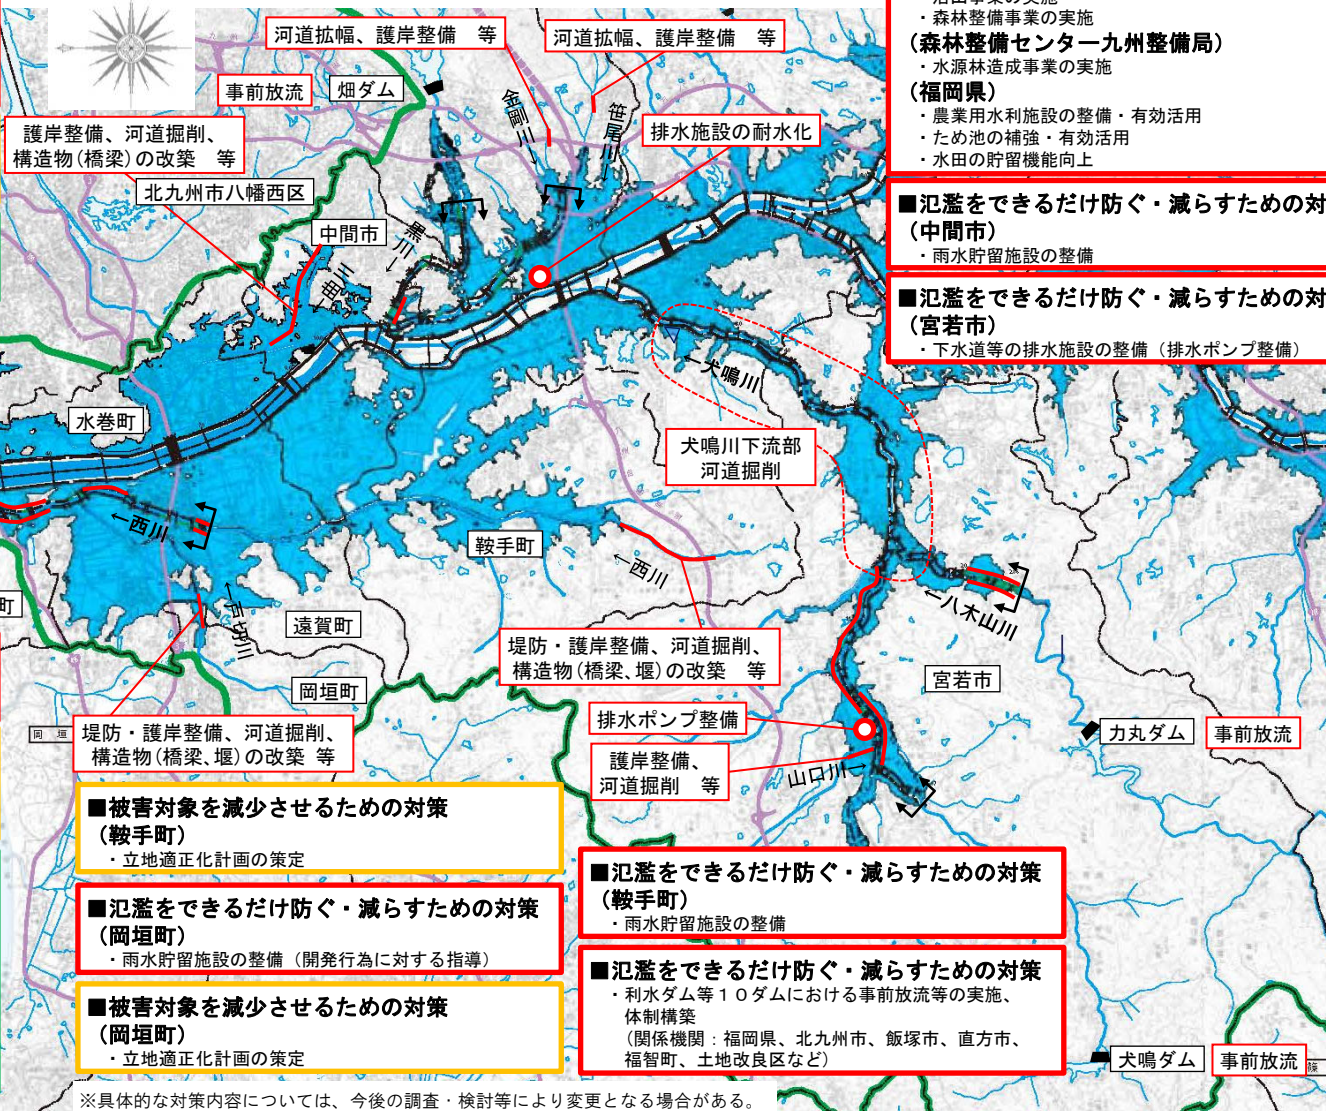 河道拡幅、護岸整備　等
河道拡幅、護岸整備　等
事前放流
畑ダム
金剛川→
笹尾川→
護岸整備、河道掘削、
構造物(橋梁)の改築　等
排水施設の耐水化
北九州市八幡西区
中間市
黒川→
・森林整備事業の実施
(森林整備センター九州整備局)
・水源林造成事業の実施
(福岡県)
・農業用水利施設の整備・有効活用
・ため池の補強・有効活用
・水田の貯留機能向上
■氾濫をできるだけ防ぐ・減らすための対
(中間市)
・雨水貯留施設の整備
■氾濫をできるだけ防ぐ・減らすための対
(宮若市)
・下水道等の排水施設の整備（排水ポンプ整備）
←犬鳴川
水巻町
犬鳴川下流部
河道掘削
←西川
鞍手町
←西川
←八木山川
町
←戸切川
遠賀町
堤防・護岸整備、河道掘削、
構造物(橋梁、堰)の改築　等
宮若市
岡垣町
岡 垣
堤防・護岸整備、河道掘削、
構造物(橋梁、堰)の改築 等
排水ポンプ整備
護岸整備、
河道掘削　等
山口川→
力丸ダム
事前放流
■被害対象を減少させるための対策
(鞍手町)
・立地適正化計画の策定
■氾濫をできるだけ防ぐ・減らすための対策
(岡垣町)
・雨水貯留施設の整備（開発行為に対する指導）
■被害対象を減少させるための対策
(岡垣町)
・立地適正化計画の策定
■氾濫をできるだけ防ぐ・減らすための対策
(鞍手町)
・雨水貯留施設の整備
■氾濫をできるだけ防ぐ・減らすための対策
・利水ダム等１０ダムにおける事前放流等の実施、
体制構築
（関係機関：福岡県、北九州市、飯塚市、直方市、
福智町、土地改良区など）
犬鳴ダム
事前放流
※具体的な対策内容については、今後の調査・検討等により変更となる場合がある。